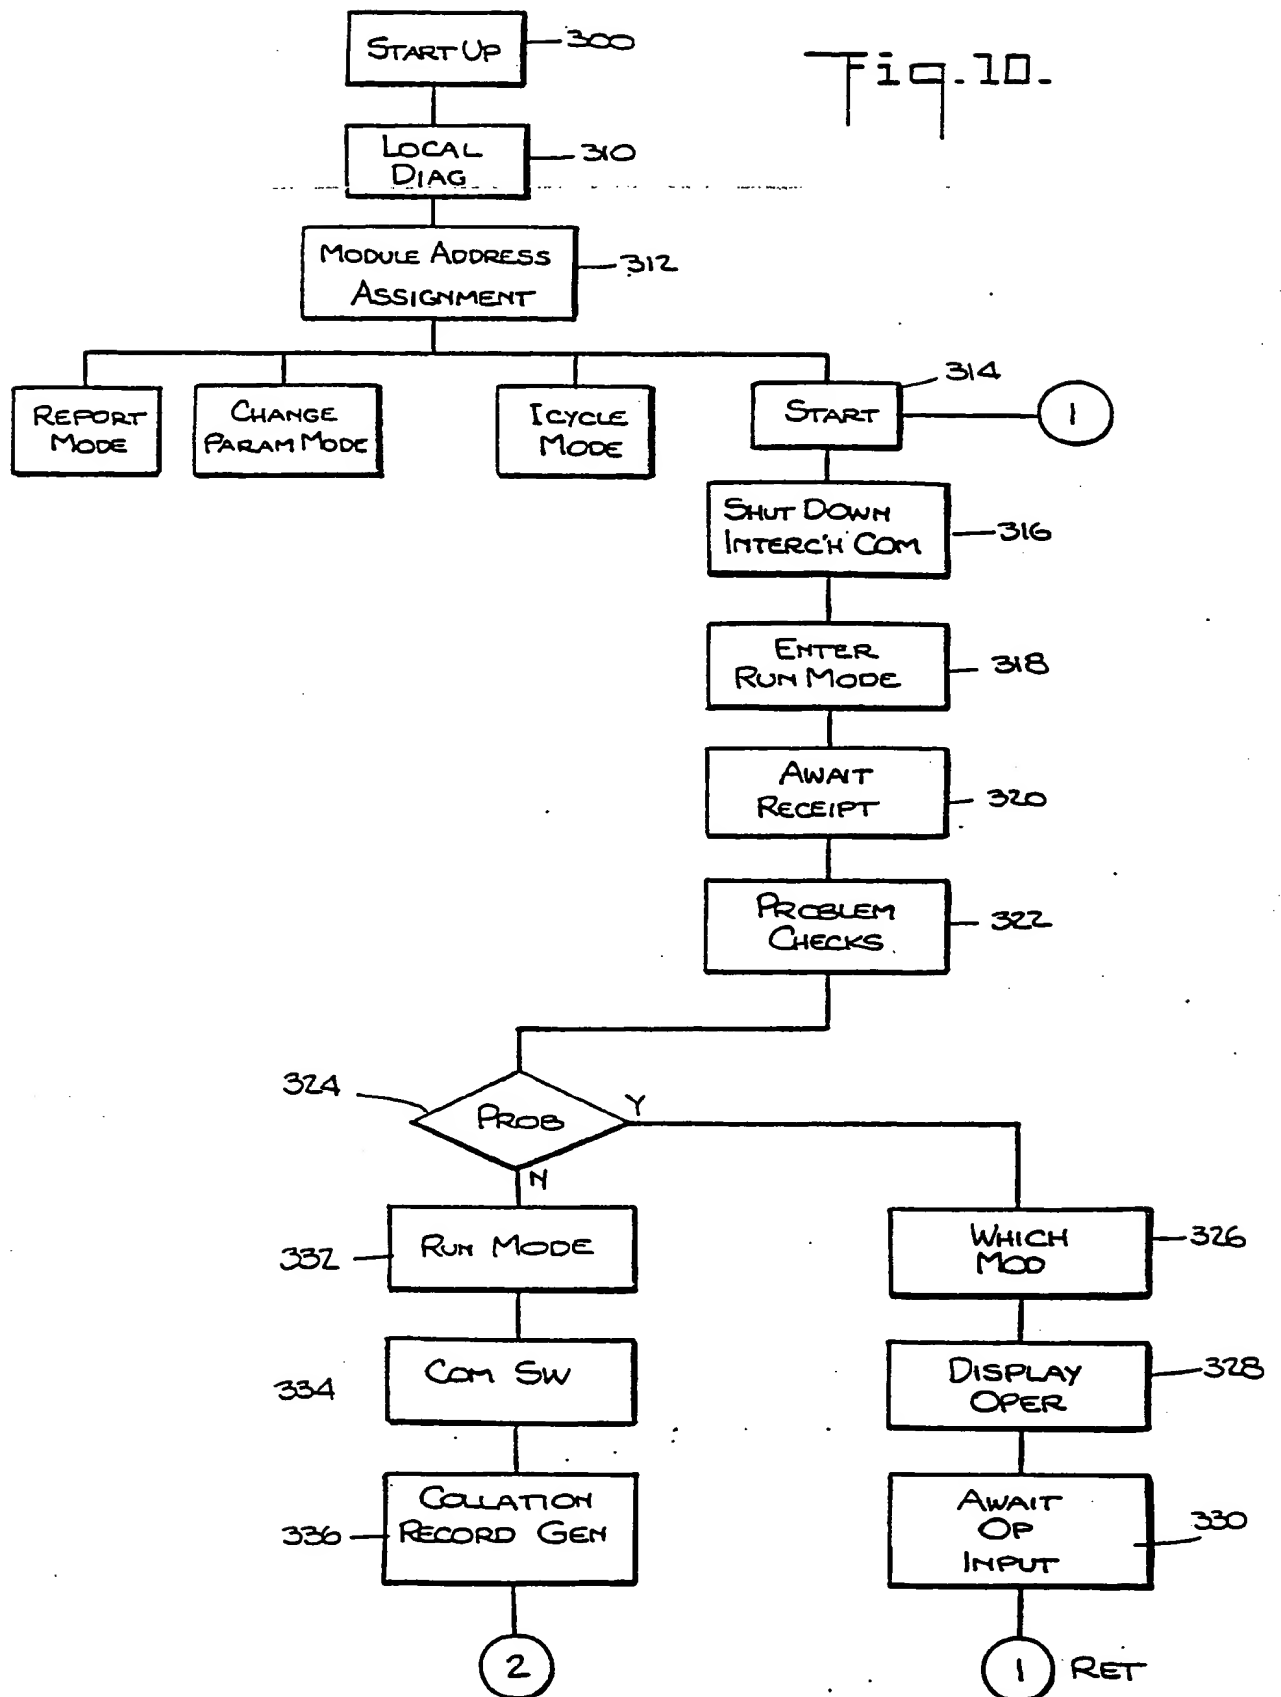 START UP
300
Fig. 10.
LOCAL
DIAG
310
MODULE ADDRESS
ASSIGNMENT
312
REPORT
MODE
CHANGE
PARAM MODE
ICYCLE
MODE
START
314
1
SHUT DOWN
INTERC'H COM
316
ENTER
RUN MODE
318
AWAIT
RECEIPT
320
PROBLEM
CHECKS
322
324
PROB
Y
N
332
RUN MODE
WHICH
MOD
326
334
COM SW
DISPLAY
OPER
328
336
COLLATION
RECORD GEN
AWAIT
OP
INPUT
330
2
1 RET